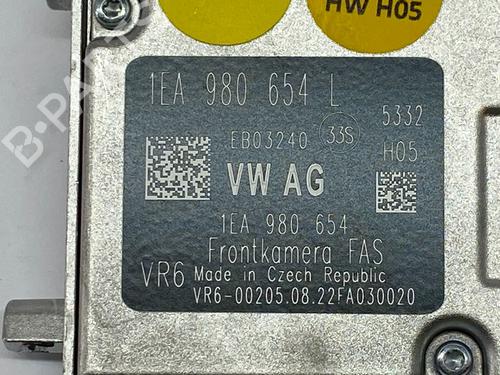 HW H05
1EA 980 654 L
5332
EB03240
33S
H05
VW AG
1EA 980 654
Frontkamera FAS
VR6 Made in Czech Republic
VR6-00205.08.22FA030020
B-PARTS